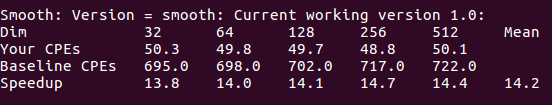 Smooth: Version = smooth: Current working version 1.0:
Dim 32 64 128 256 512 Mean
Your CPEs 50.3 49.8 49.7 48.8 50.1
Baseline CPEs 695.0 698.0 702.0 717.0 722.0
Speedup 13.8 14.0 14.1 14.7 14.4 14.2